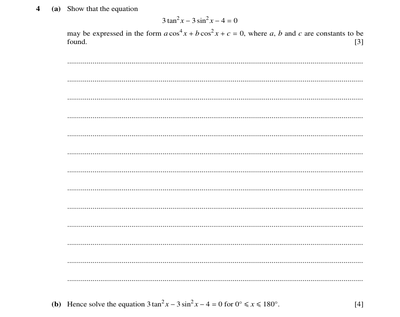 4 (a) Show that the equation
3 tan²x − 3 sin²x − 4 = 0
may be expressed in the form a cos⁴x + b cos²x + c = 0, where a, b and c are constants to be
found. [3]
(b) Hence solve the equation 3 tan²x − 3 sin²x − 4 = 0 for 0° ⩽ x ⩽ 180°. [4]